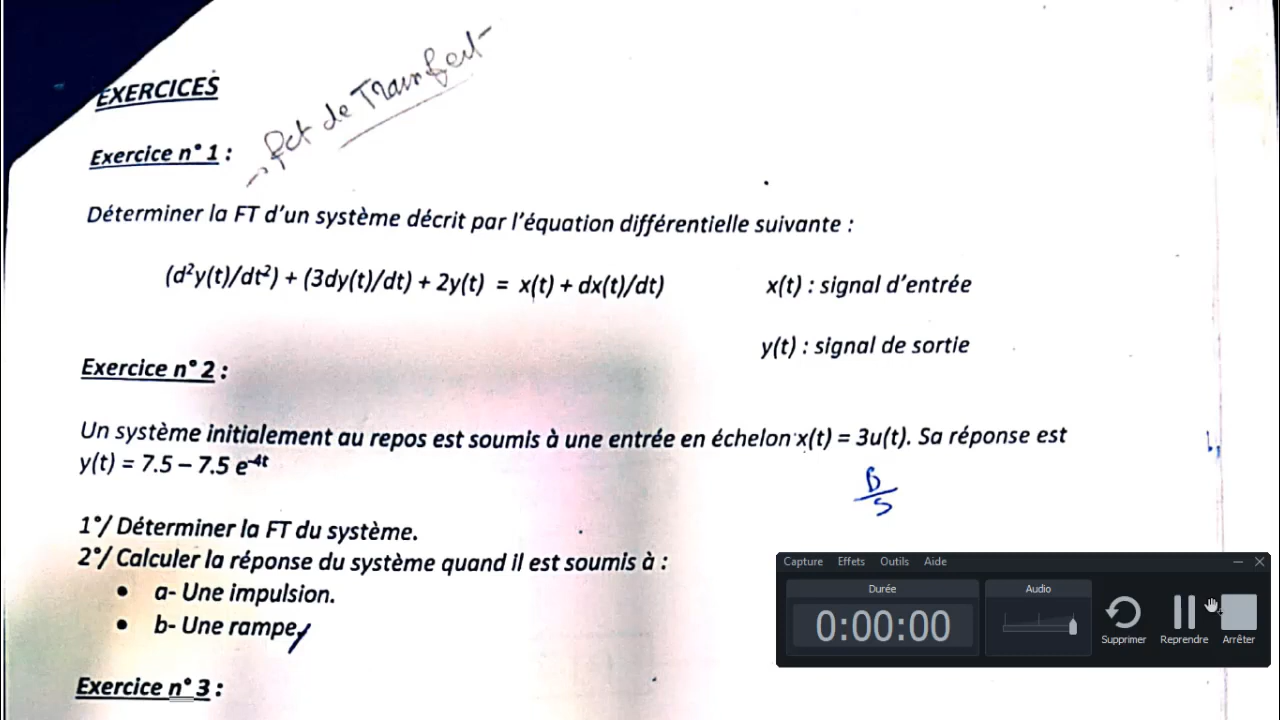 EXERCICES
→ fct de Transfert
Exercice n° 1 :
Déterminer la FT d'un système décrit par l'équation différentielle suivante :
(d²y(t)/dt²) + (3dy(t)/dt) + 2y(t) = x(t) + dx(t)/dt) x(t) : signal d'entrée
y(t) : signal de sortie
Exercice n° 2 :
Un système initialement au repos est soumis à une entrée en échelon x(t) = 3u(t). Sa réponse est
y(t) = 7.5 – 7.5 e⁻⁴ᵗ
1°/ Déterminer la FT du système.
2°/ Calculer la réponse du système quand il est soumis à :
• a- Une impulsion.
• b- Une rampe
Exercice n° 3 :
Capture Effets Outils Aide
Durée Audio
0:00:00
Supprimer Reprendre Arrêter